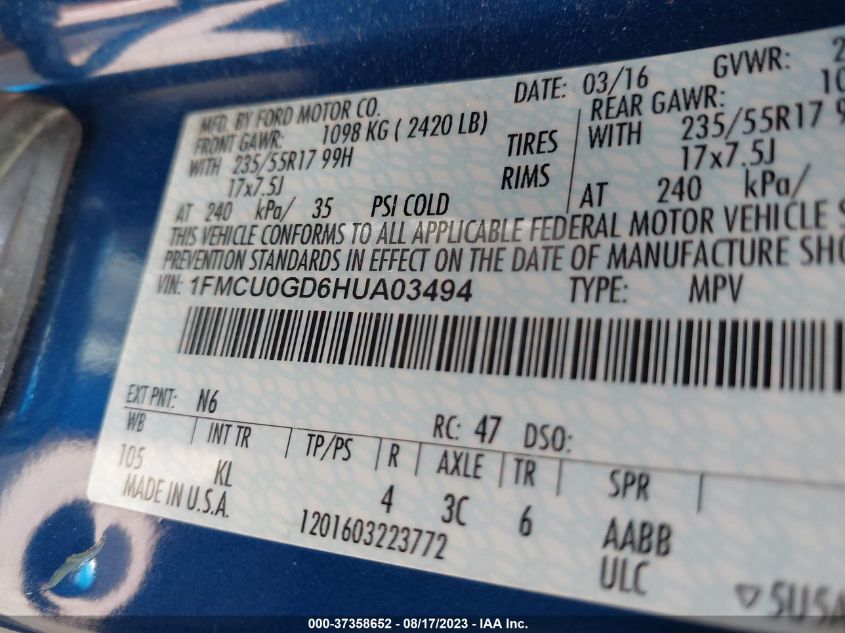 MFD. BY FORD MOTOR CO. DATE: 03/16 GVWR:
FRONT GAWR: 1098 KG ( 2420 LB) REAR GAWR:
WITH 235/55R17 99H TIRES WITH 235/55R17
17x7.5J RIMS 17x7.5J
AT 240 kPa/ 35 PSI COLD AT 240 kPa/
THIS VEHICLE CONFORMS TO ALL APPLICABLE FEDERAL MOTOR VEHICLE S
PREVENTION STANDARDS IN EFFECT ON THE DATE OF MANUFACTURE SHO
VIN: 1FMCU0GD6HUA03494 TYPE: MPV
EXT PNT: N6 RC: 47 DSO:
WB INT TR TP/PS R AXLE TR SPR
105 KL 4 3C 6 AABB
MADE IN U.S.A. 1201603223772 ULC
5USA
000-37358652 - 08/17/2023 - IAA Inc.